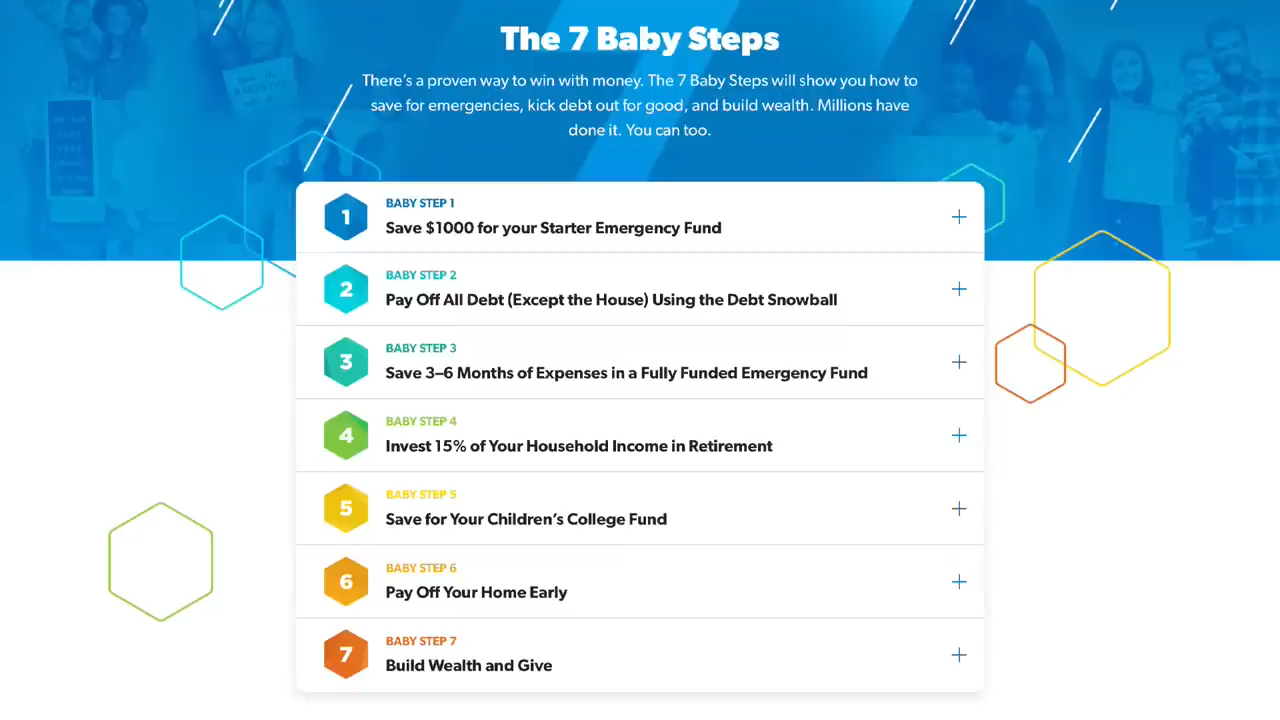 The 7 Baby Steps
There's a proven way to win with money. The 7 Baby Steps will show you how to
save for emergencies, kick debt out for good, and build wealth. Millions have
done it. You can too.
1
BABY STEP 1
Save $1000 for your Starter Emergency Fund
2
BABY STEP 2
Pay Off All Debt (Except the House) Using the Debt Snowball
3
BABY STEP 3
Save 3–6 Months of Expenses in a Fully Funded Emergency Fund
4
BABY STEP 4
Invest 15% of Your Household Income in Retirement
5
BABY STEP 5
Save for Your Children's College Fund
6
BABY STEP 6
Pay Off Your Home Early
7
BABY STEP 7
Build Wealth and Give